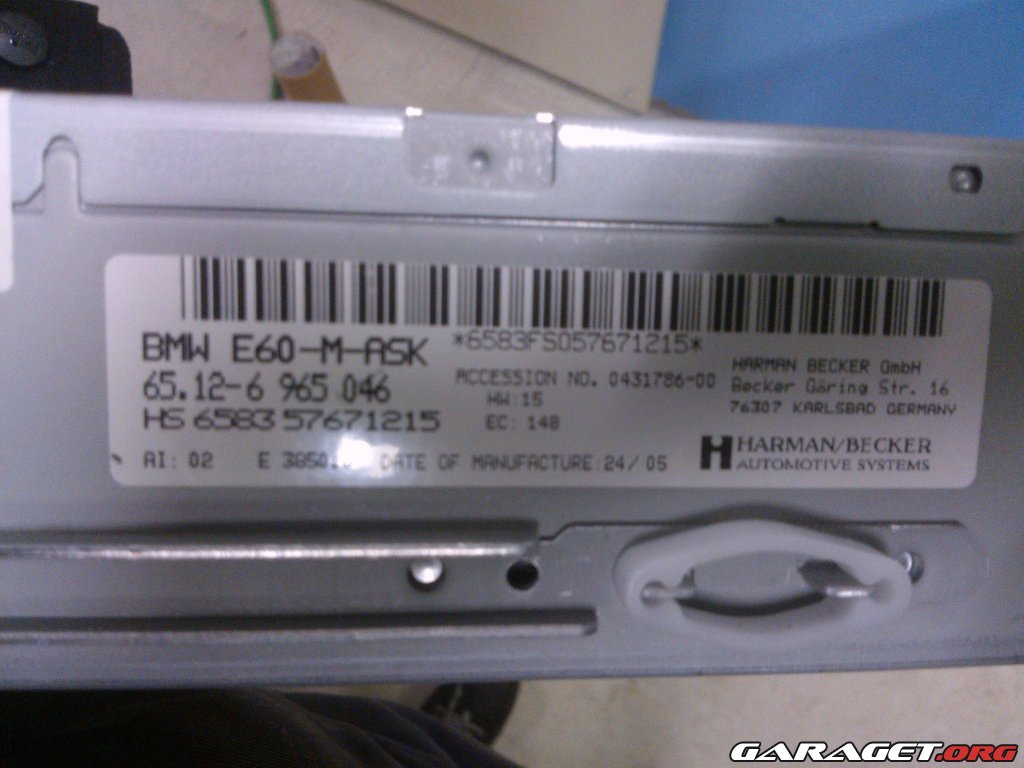 BMW E60-M-ASK
65.12-6 965 046
HS 6583 57671215
*6583FS057671215*
ACCESSION NO. 0431786-00
HW: 15
EC: 148
HARMAN BECKER GmbH
Becker Göring Str. 16
76307 KARLSBAD GERMANY
HARMAN/BECKER
AUTOMOTIVE SYSTEMS
AI: 02 E DATE OF MANUFACTURE: 24/05
GARAGET.ORG